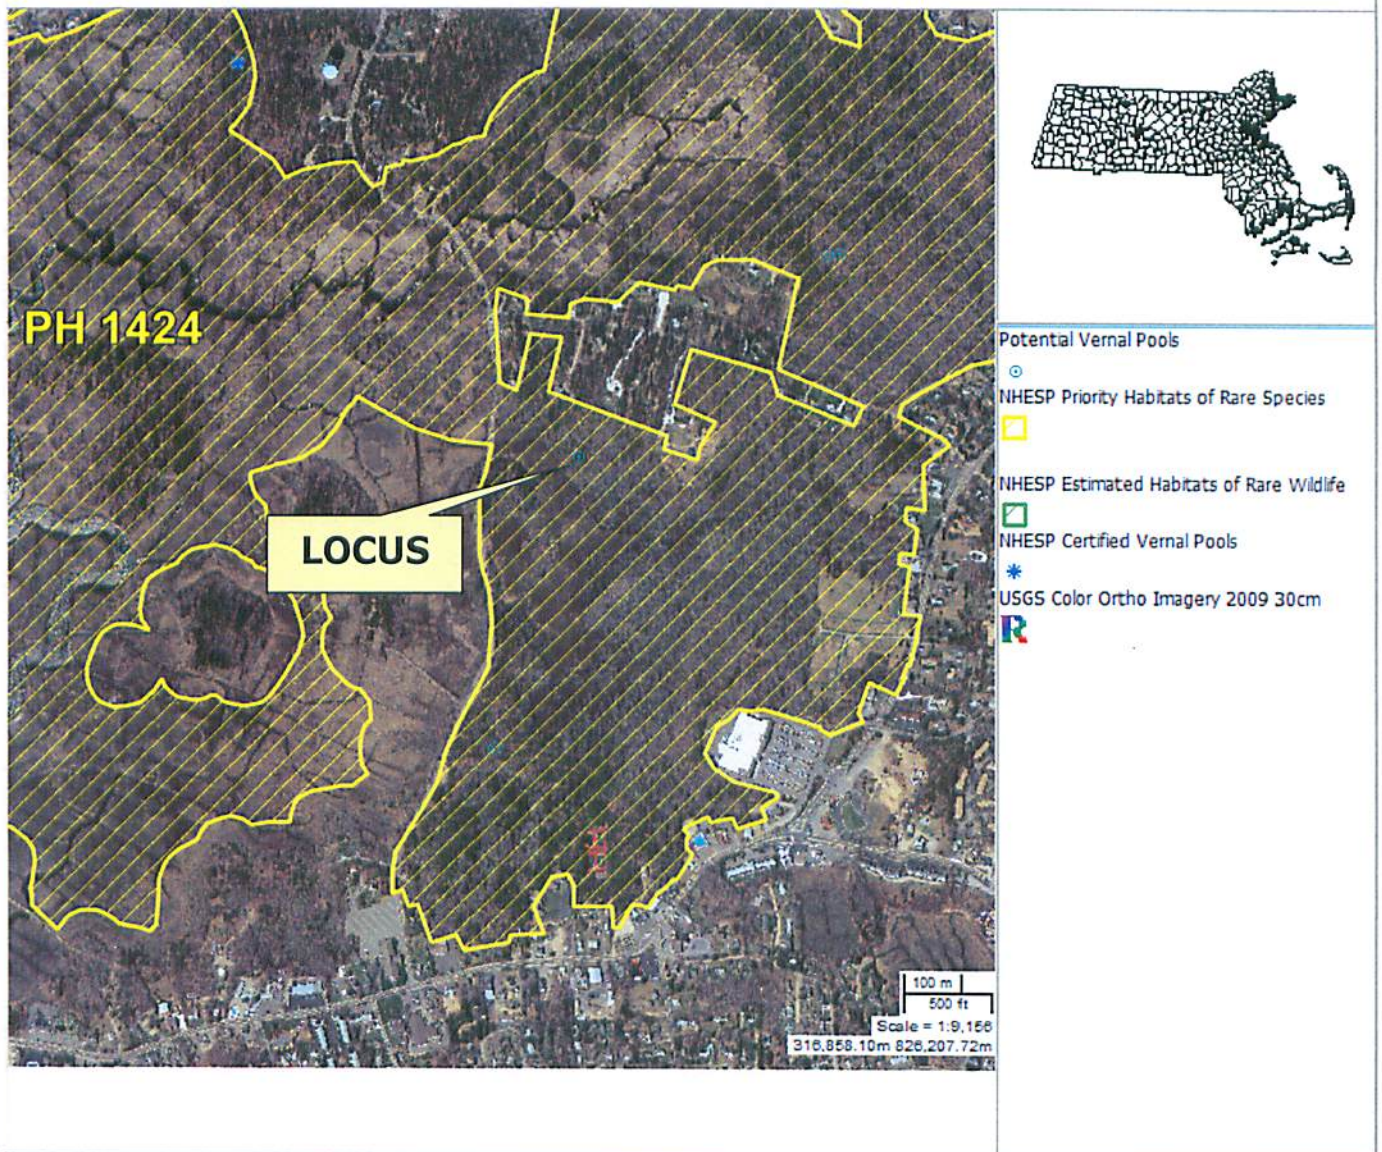 PH 1424
LOCUS
100 m
500 ft
Scale = 1:9,156
316,858.10m 826,207.72m
Potential Vernal Pools
NHESP Priority Habitats of Rare Species
NHESP Estimated Habitats of Rare Wildlife
NHESP Certified Vernal Pools
USGS Color Ortho Imagery 2009 30cm
R